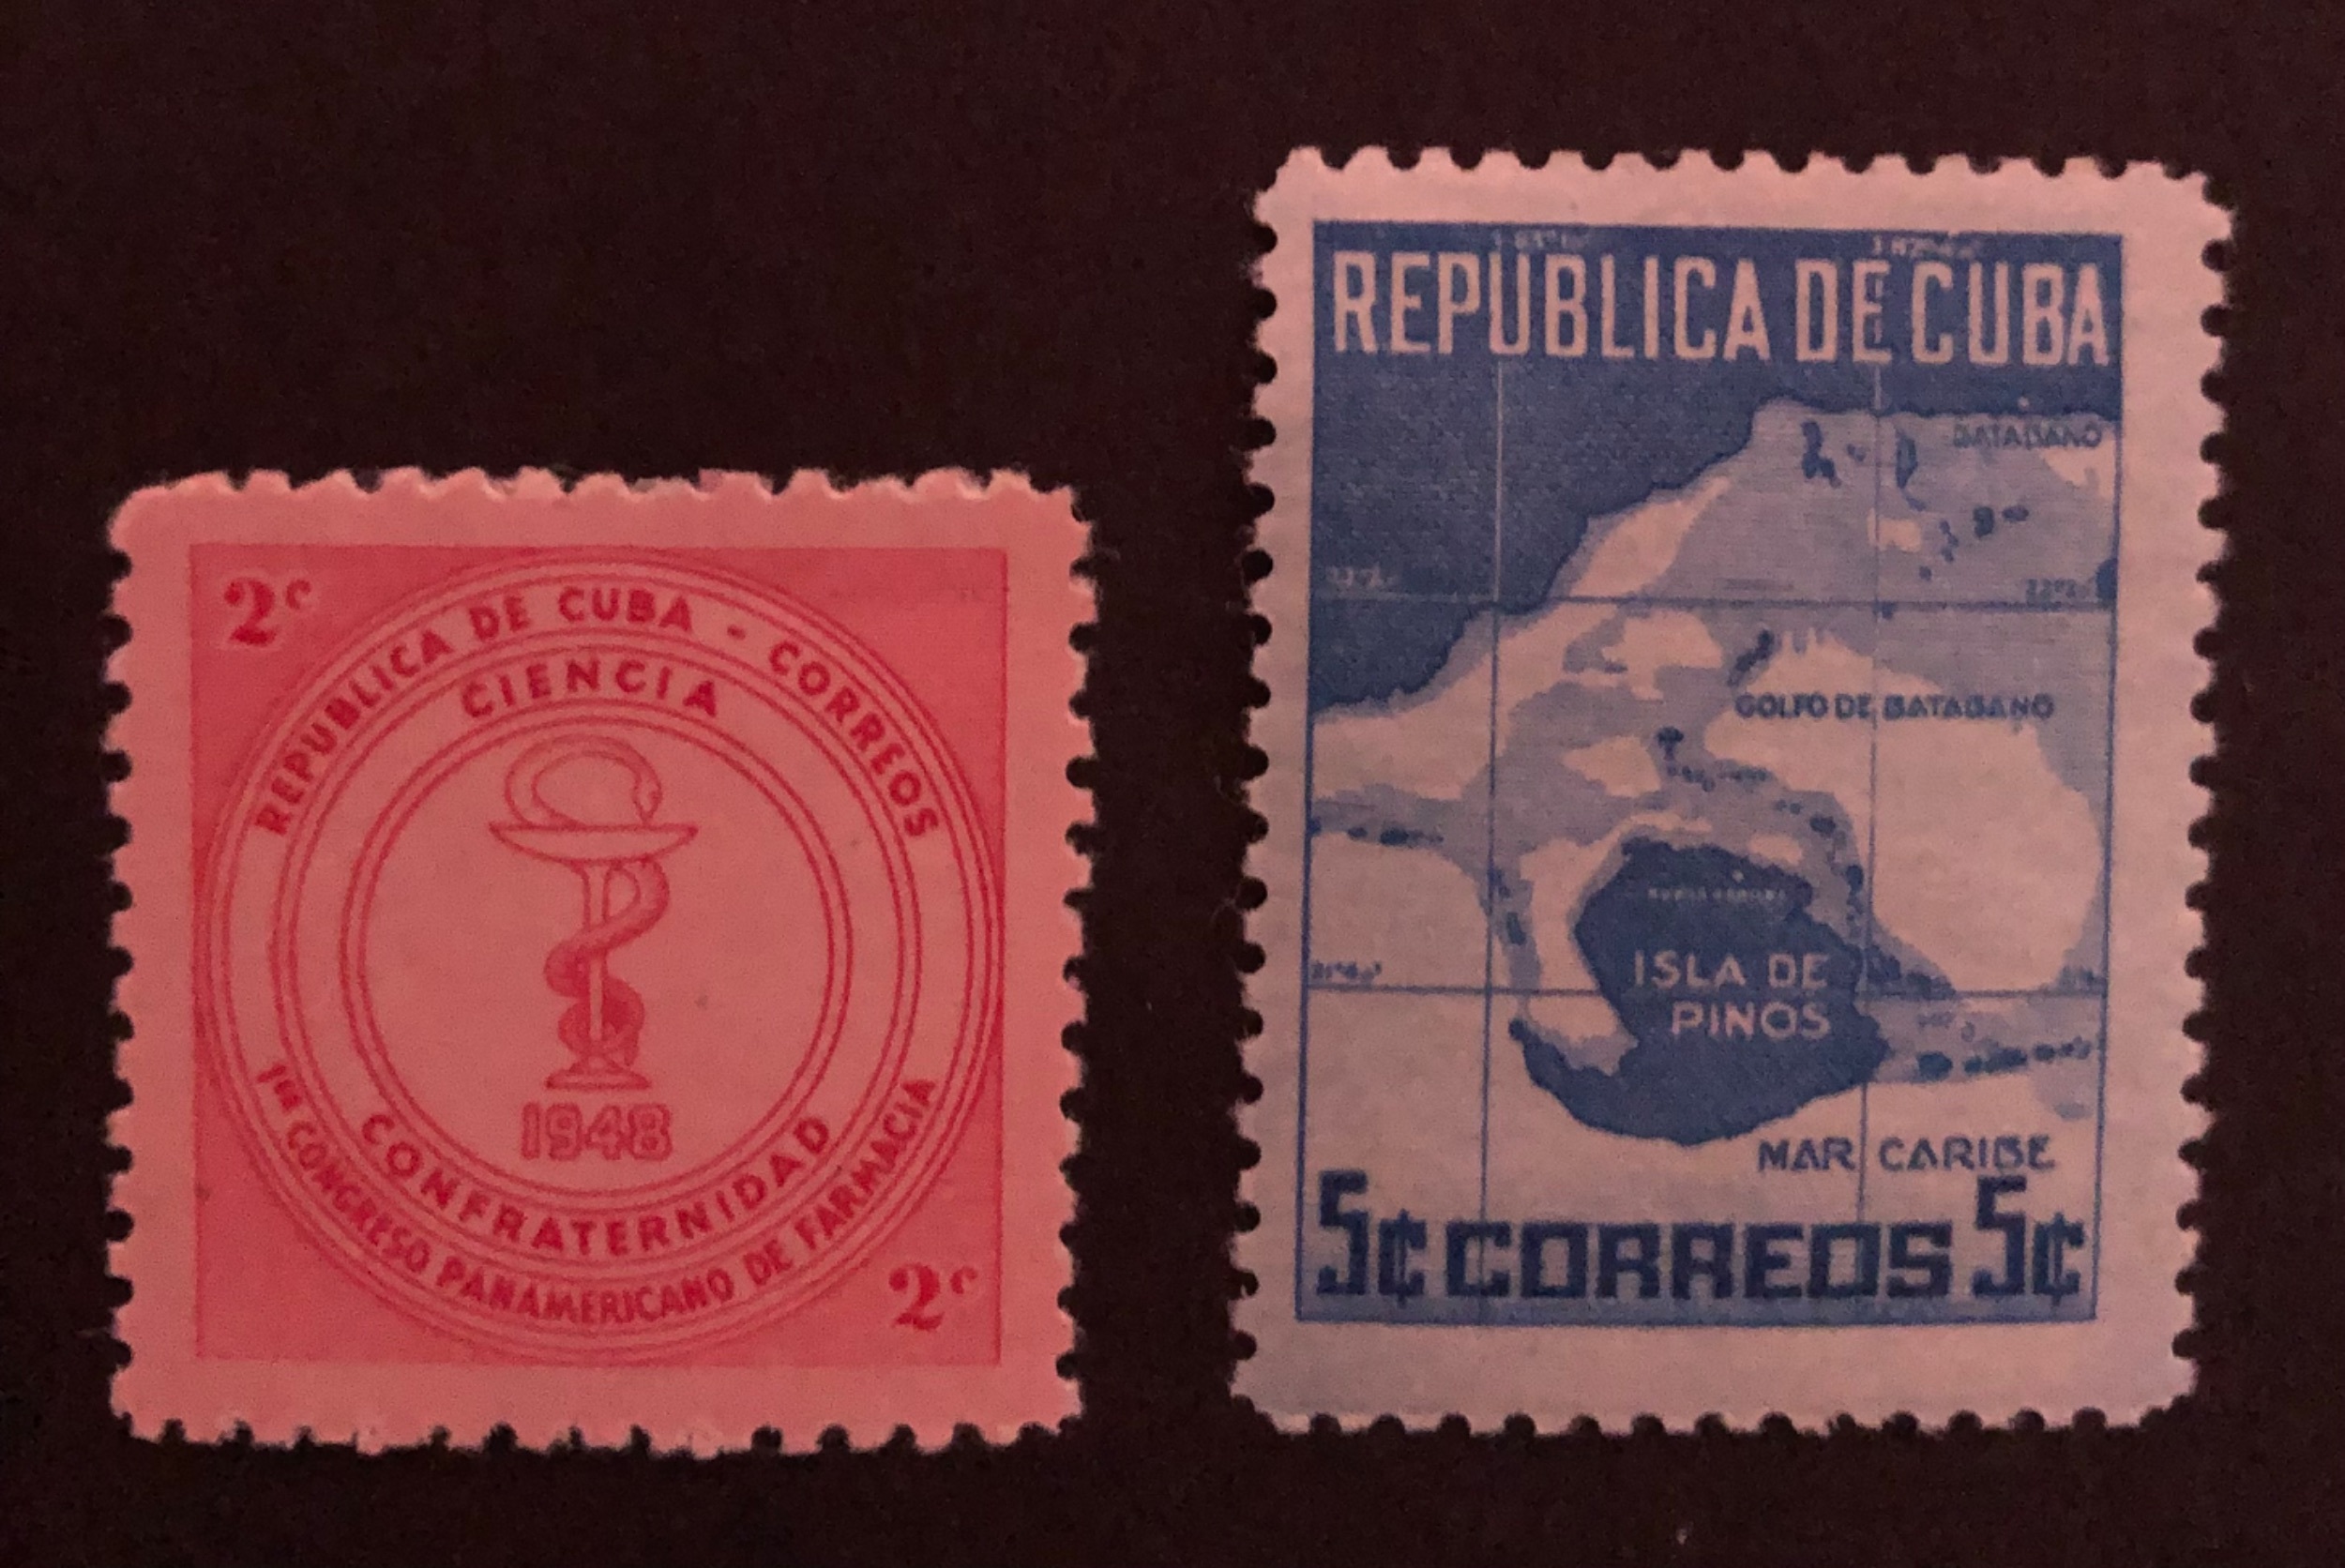 2c
REPUBLICA DE CUBA - CORREOS
CIENCIA
1948
CONFRATERNIDAD
1er CONGRESO PANAMERICANO DE FARMACIA
2c
REPUBLICA DE CUBA
BATABANO
GOLFO DE BATABANO
ISLA DE
PINOS
MAR CARIBE
5¢ CORREOS 5¢